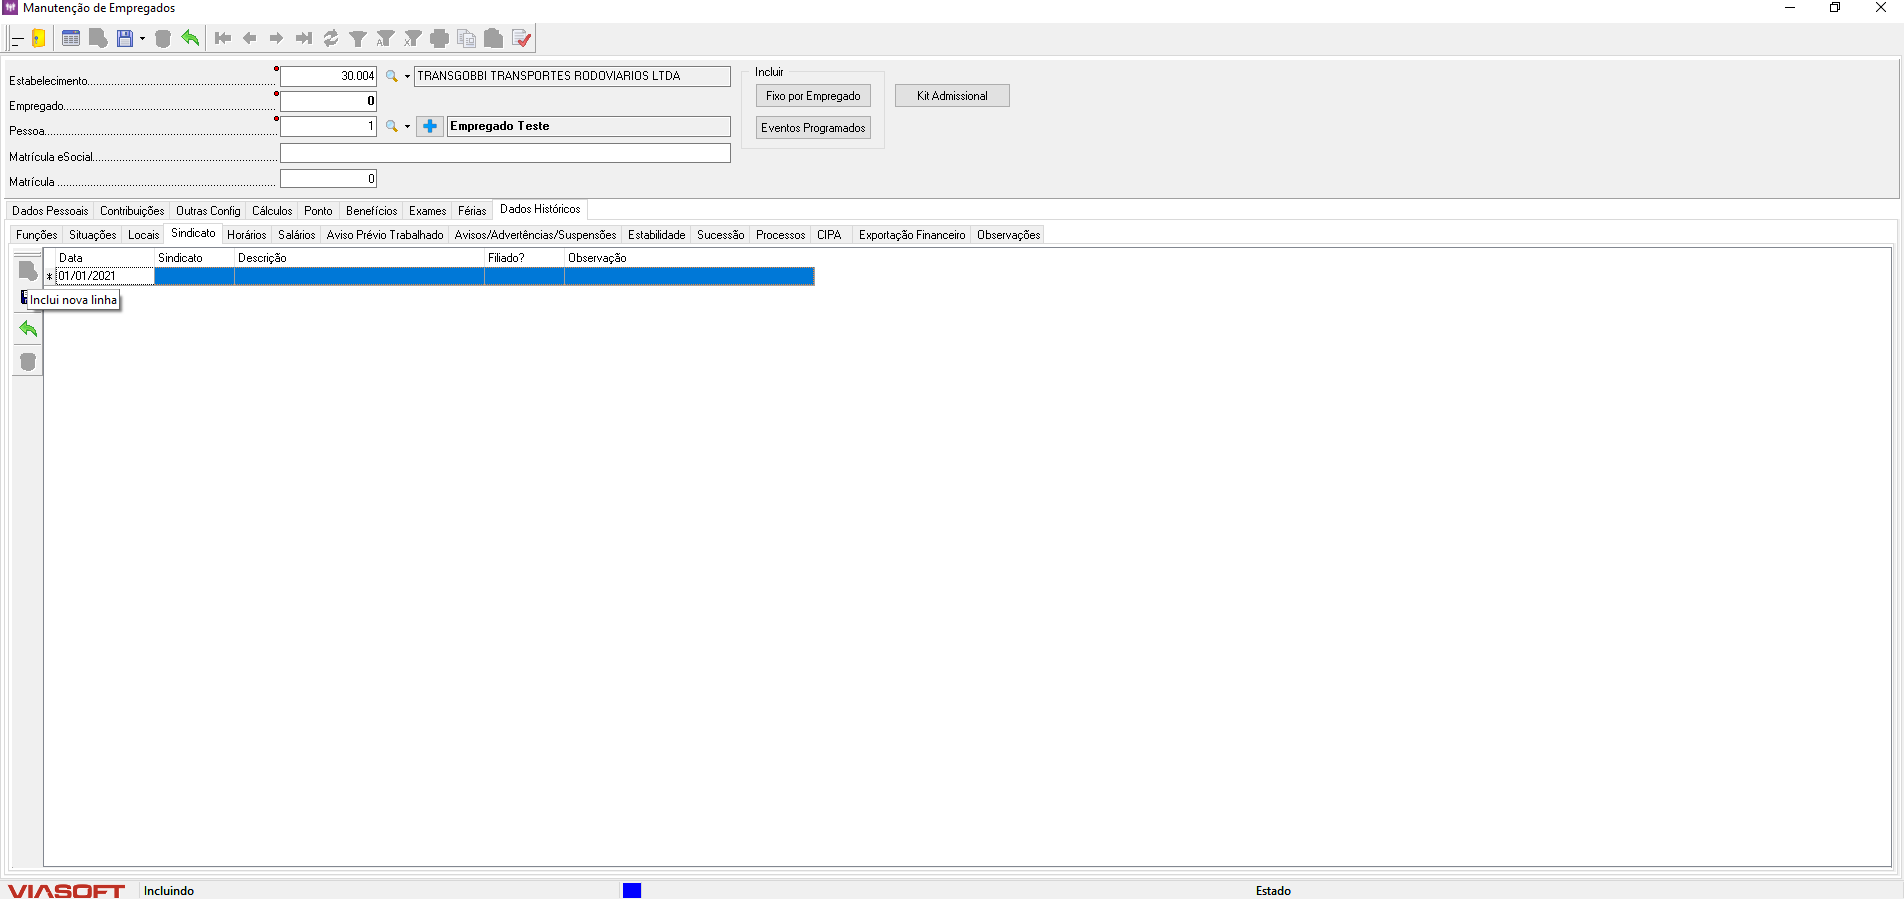 Manutenção de Empregados
Estabelecimento 30.004 TRANSGOBBI TRANSPORTES RODOVIARIOS LTDA
Empregado 0
Pessoa 1 Empregado Teste
Matrícula eSocial
Matrícula 0
Incluir
Fixo por Empregado
Eventos Programados
Kit Admissional
Dados Pessoais Contribuições Outras Config Cálculos Ponto Benefícios Exames Férias Dados Históricos
Funções Situações Locais Sindicato Horários Salários Aviso Prévio Trabalhado Avisos/Advertências/Suspensões Estabilidade Sucessão Processos CIPA Exportação Financeiro Observações
Data Sindicato Descrição Filiado? Observação
* 01/01/2021
Inclui nova linha
VIASOFT Incluindo Estado